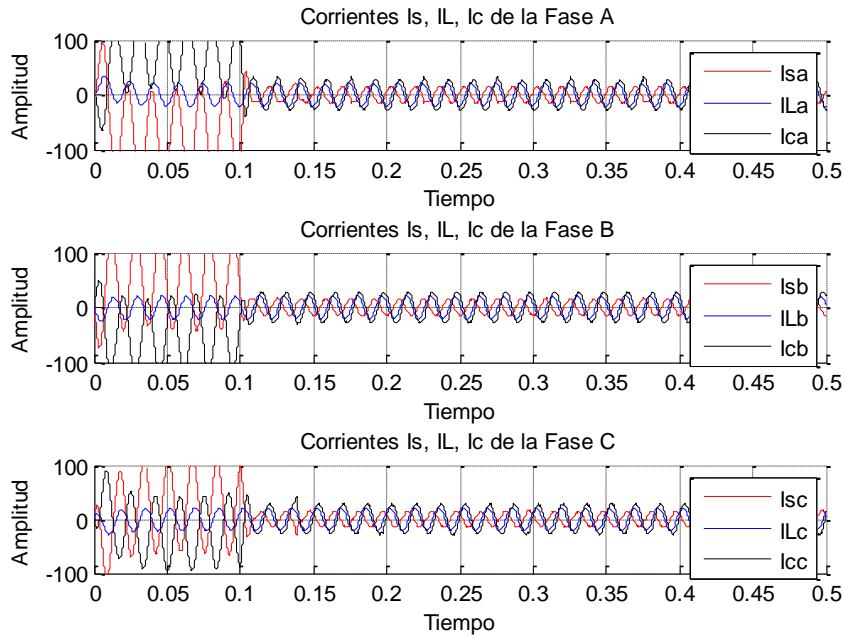 Corrientes Is, IL, Ic de la Fase A
Amplitud
100
0
-100
Isa
ILa
Ica
0 0.05 0.1 0.15 0.2 0.25 0.3 0.35 0.4 0.45 0.5
Tiempo
Corrientes Is, IL, Ic de la Fase B
Amplitud
100
0
-100
Isb
ILb
Icb
0 0.05 0.1 0.15 0.2 0.25 0.3 0.35 0.4 0.45 0.5
Tiempo
Corrientes Is, IL, Ic de la Fase C
Amplitud
100
0
-100
Isc
ILc
Icc
0 0.05 0.1 0.15 0.2 0.25 0.3 0.35 0.4 0.45 0.5
Tiempo